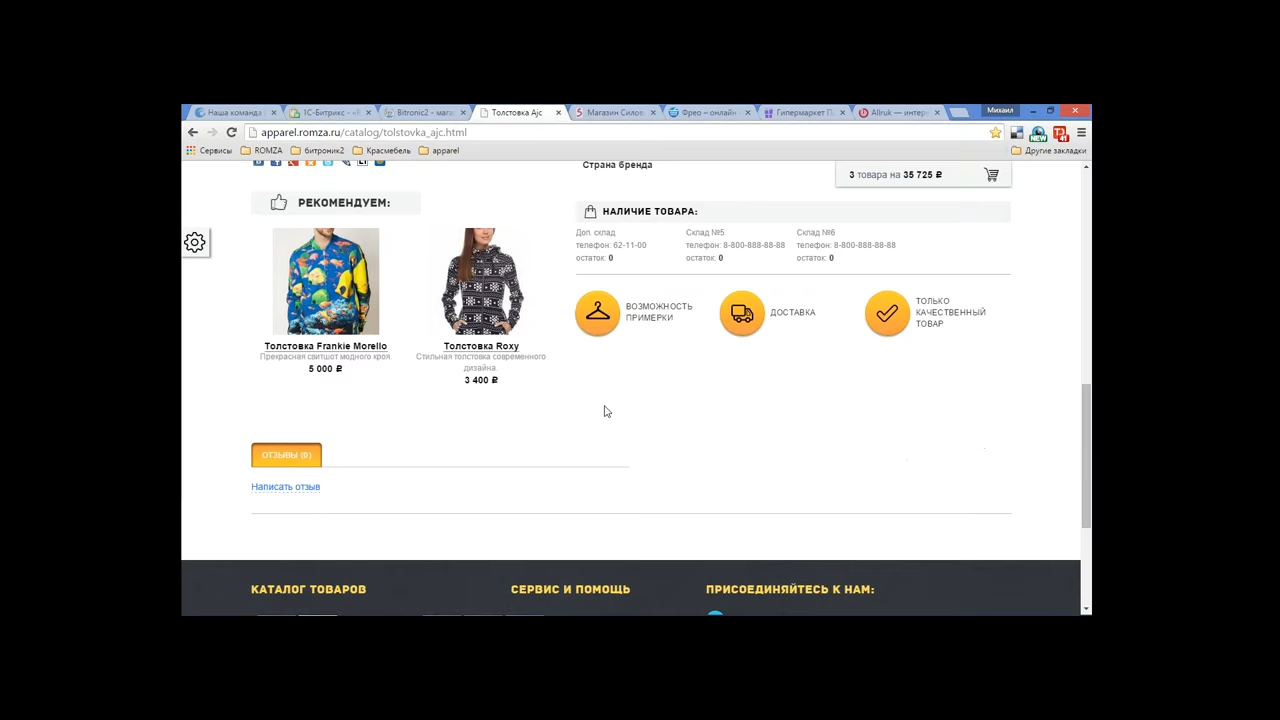 Наша команда
1С-Битрикс - «1
Bitronic2 - мага
Толстовка Ajc
Магазин Силов
Фрео – онлайн
Гипермаркет П
Allruk — интерн
Михаил
apparel.romza.ru/catalog/tolstovka_ajc.html
NEW
41
Сервисы
ROMZA
битроник2
Красмебель
apparel
Другие закладки
Страна бренда
3 товара на 35 725 ₽
РЕКОМЕНДУЕМ:
Толстовка Frankie Morello
Прекрасная свитшот модного кроя.
5 000 ₽
Толстовка Roxy
Стильная толстовка современного
дизайна.
3 400 ₽
НАЛИЧИЕ ТОВАРА:
Доп. склад
телефон: 62-11-00
остаток: 0
Склад №5
телефон: 8-800-888-88-88
остаток: 0
Склад №6
телефон: 8-800-888-88-88
остаток: 0
ВОЗМОЖНОСТЬ
ПРИМЕРКИ
ДОСТАВКА
ТОЛЬКО
КАЧЕСТВЕННЫЙ
ТОВАР
ОТЗЫВЫ (0)
Написать отзыв
КАТАЛОГ ТОВАРОВ
СЕРВИС И ПОМОЩЬ
ПРИСОЕДИНЯЙТЕСЬ К НАМ: